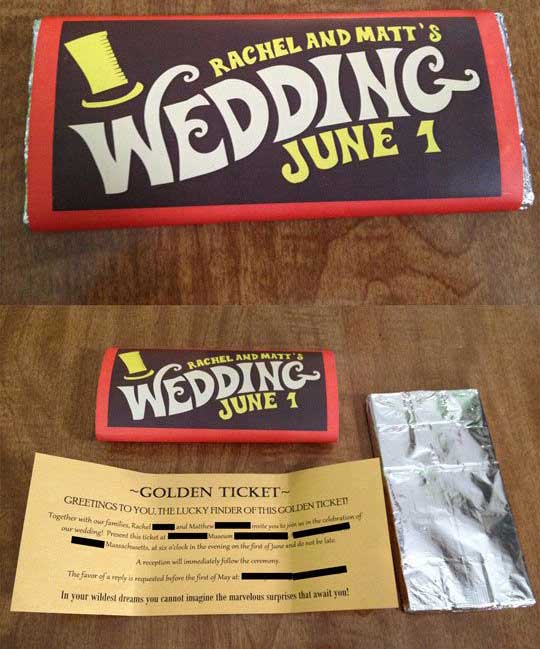 RACHEL AND MATT'S
WEDDING
JUNE 1
RACHEL AND MATT'S
WEDDING
JUNE 1
~GOLDEN TICKET~
GREETINGS TO YOU, THE LUCKY FINDER OF THIS GOLDEN TICKET!
Together with our families, Rachel and Matthew invite you to join us in the celebration of
our wedding! Present this ticket at Museum
Massachusetts, at six o'clock in the evening on the first of June and do not be late.
A reception will immediately follow the ceremony.
The favor of a reply is requested before the first of May at:
In your wildest dreams you cannot imagine the marvelous surprises that await you!